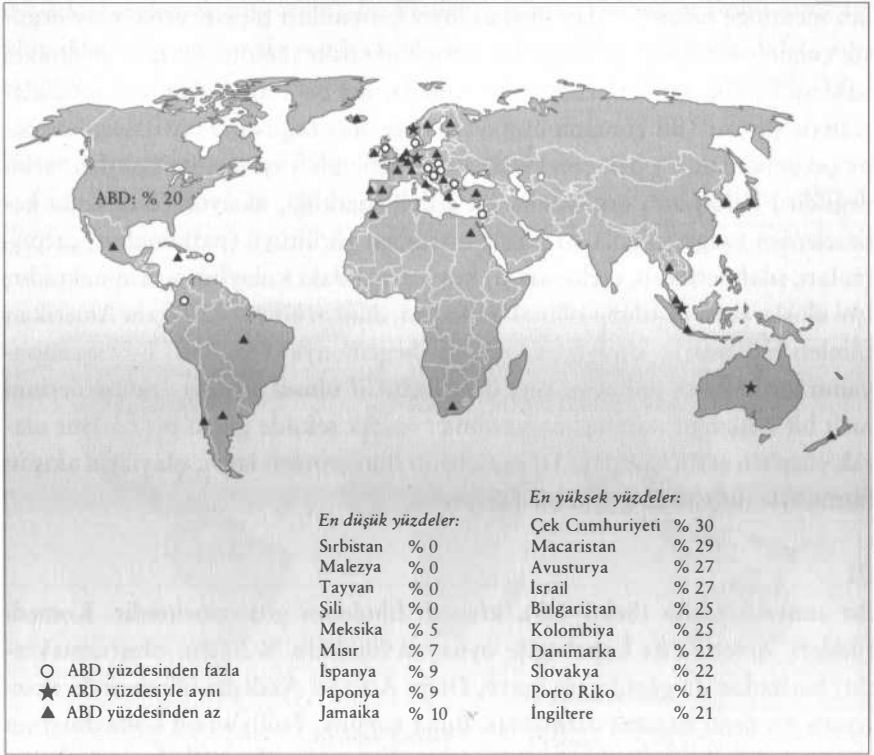 ABD: % 20
En düşük yüzdeler:
Sırbistan % 0
Malezya % 0
Tayvan % 0
Şili % 0
Meksika % 5
Mısır % 7
İspanya % 8
Japonya % 9
Jamaika % 10
En yüksek yüzdeler:
Çek Cumhuriyeti % 30
Macaristan % 29
Avusturya % 27
İsrail % 27
Bulgaristan % 25
Kolombiya % 25
Danimarka % 22
Slovakya % 22
Porto Riko % 21
İngiltere % 21
ABD yüzdesinden fazla
ABD yüzdesiyle aynı
ABD yüzdesinden az